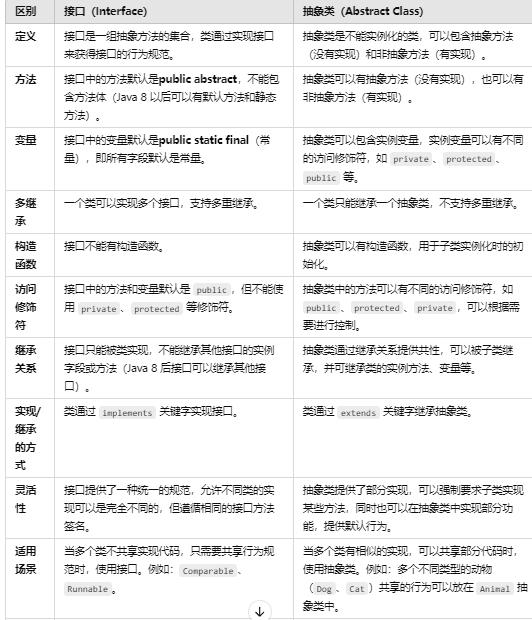 区别 接口（Interface） 抽象类（Abstract Class）
定义 接口是一组抽象方法的集合，类通过实现接口 抽象类是不能实例化的类，可以包含抽象方法
来获得接口的行为规范。 （没有实现）和非抽象方法（有实现）。
方法 接口中的方法默认是public abstract，不能包 抽象类可以有抽象方法（没有实现），也可以有
含方法体（Java 8 以后可以有默认方法和静态 非抽象方法（有实现）。
方法）。
变量 接口中的变量默认是public static final（常 抽象类可以包含实例变量，实例变量可以有不同
量），即所有字段默认是常量。 的访问修饰符，如 private、protected、
public 等。
多继 一个类可以实现多个接口，支持多重继承。 一个类只能继承一个抽象类，不支持多重继承。
承
构造 接口不能有构造函数。 抽象类可以有构造函数，用于子类实例化时的初
函数 始化。
访问 接口中的方法和变量默认是 public，但不能使 抽象类中的方法可以有不同的访问修饰符，如
修饰 用 private、protected 等修饰符。 public、protected、private，可以根据需
符 要进行控制。
继承 接口只能被类实现，不能继承其他接口的实例 抽象类通过继承关系提供共性，可以被子类继
关系 字段或方法（Java 8 后接口可以继承其他接 承，并可继承类的实例方法、变量等。
口）。
实现/ 类通过 implements 关键字实现接口。 类通过 extends 关键字继承抽象类。
继承
的方
式
灵活 接口提供了一种统一的规范，允许不同类的实 抽象类提供了部分实现，可以强制要求子类实现
性 现可以是完全不同的，但遵循相同的接口方法 某些方法，同时也可以在抽象类中实现部分功
签名。 能，提供默认行为。
适用 当多个类不共享实现代码，只需要共享行为规 当多个类有相似的实现，可以共享部分代码时，
场景 范时，使用接口。例如：Comparable、 使用抽象类。例如：多个不同类型的动物
Runnable。 （Dog、Cat）共享的行为可以放在 Animal 抽
象类中。